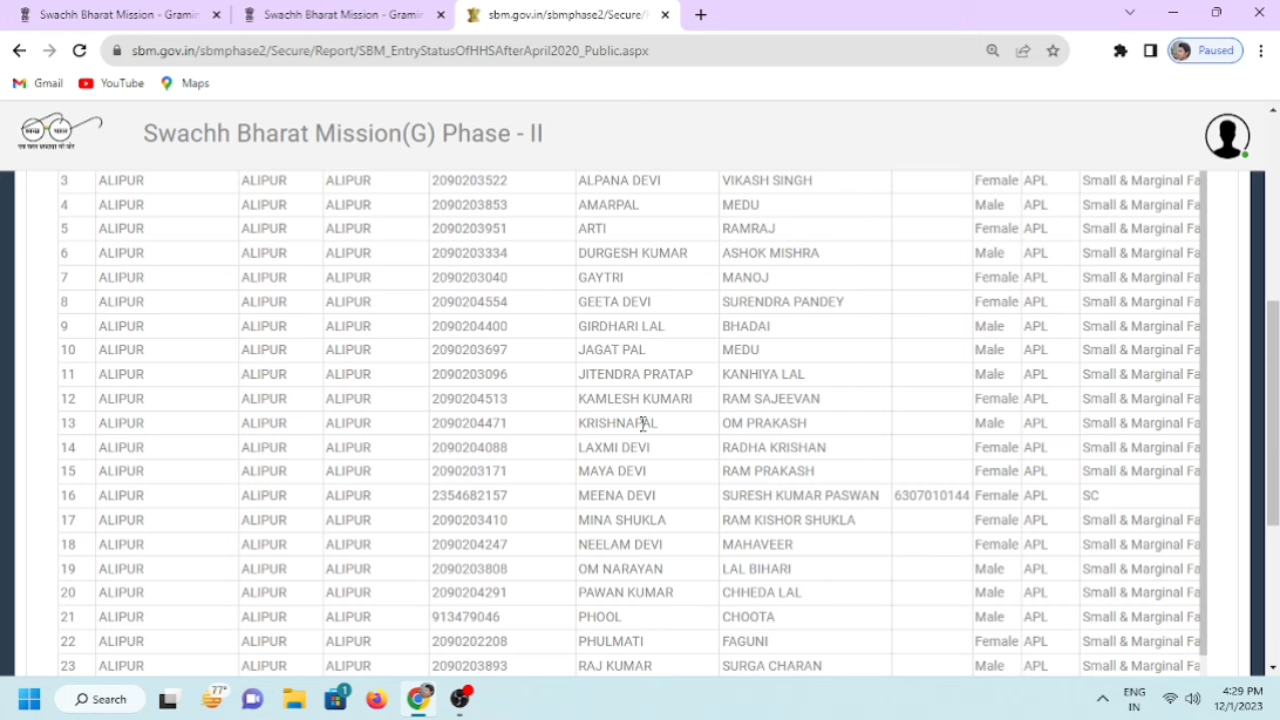 Swachh Bharat Mission - Gramin
Swachh Bharat Mission - Gramin
sbm.gov.in/sbmphase2/Secure/
sbm.gov.in/sbmphase2/Secure/Report/SBM_EntryStatusOfHHSAfterApril2020_Public.aspx
Paused
Gmail YouTube Maps
Swachh Bharat Mission(G) Phase - II
3 ALIPUR ALIPUR ALIPUR 2090203522 ALPANA DEVI VIKASH SINGH Female APL Small & Marginal Fa
4 ALIPUR ALIPUR ALIPUR 2090203853 AMARPAL MEDU Male APL Small & Marginal Fa
5 ALIPUR ALIPUR ALIPUR 2090203951 ARTI RAMRAJ Female APL Small & Marginal Fa
6 ALIPUR ALIPUR ALIPUR 2090203334 DURGESH KUMAR ASHOK MISHRA Male APL Small & Marginal Fa
7 ALIPUR ALIPUR ALIPUR 2090203040 GAYTRI MANOJ Female APL Small & Marginal Fa
8 ALIPUR ALIPUR ALIPUR 2090204554 GEETA DEVI SURENDRA PANDEY Female APL Small & Marginal Fa
9 ALIPUR ALIPUR ALIPUR 2090204400 GIRDHARI LAL BHADAI Male APL Small & Marginal Fa
10 ALIPUR ALIPUR ALIPUR 2090203697 JAGAT PAL MEDU Male APL Small & Marginal Fa
11 ALIPUR ALIPUR ALIPUR 2090203096 JITENDRA PRATAP KANHIYA LAL Male APL Small & Marginal Fa
12 ALIPUR ALIPUR ALIPUR 2090204513 KAMLESH KUMARI RAM SAJEEVAN Female APL Small & Marginal Fa
13 ALIPUR ALIPUR ALIPUR 2090204471 KRISHNAPAL OM PRAKASH Male APL Small & Marginal Fa
14 ALIPUR ALIPUR ALIPUR 2090204088 LAXMI DEVI RADHA KRISHAN Female APL Small & Marginal Fa
15 ALIPUR ALIPUR ALIPUR 2090203171 MAYA DEVI RAM PRAKASH Female APL Small & Marginal Fa
16 ALIPUR ALIPUR ALIPUR 2354682157 MEENA DEVI SURESH KUMAR PASWAN 6307010144 Female APL SC
17 ALIPUR ALIPUR ALIPUR 2090203410 MINA SHUKLA RAM KISHOR SHUKLA Female APL Small & Marginal Fa
18 ALIPUR ALIPUR ALIPUR 2090204247 NEELAM DEVI MAHAVEER Female APL Small & Marginal Fa
19 ALIPUR ALIPUR ALIPUR 2090203808 OM NARAYAN LAL BIHARI Male APL Small & Marginal Fa
20 ALIPUR ALIPUR ALIPUR 2090204291 PAWAN KUMAR CHHEDA LAL Male APL Small & Marginal Fa
21 ALIPUR ALIPUR ALIPUR 913479046 PHOOL CHOOTA Male APL Small & Marginal Fa
22 ALIPUR ALIPUR ALIPUR 2090202208 PHULMATI FAGUNI Female APL Small & Marginal Fa
23 ALIPUR ALIPUR ALIPUR 2090203893 RAJ KUMAR SURGA CHARAN Male APL Small & Marginal Fa
Search 77° 1 ENG IN 4:29 PM 12/1/2023